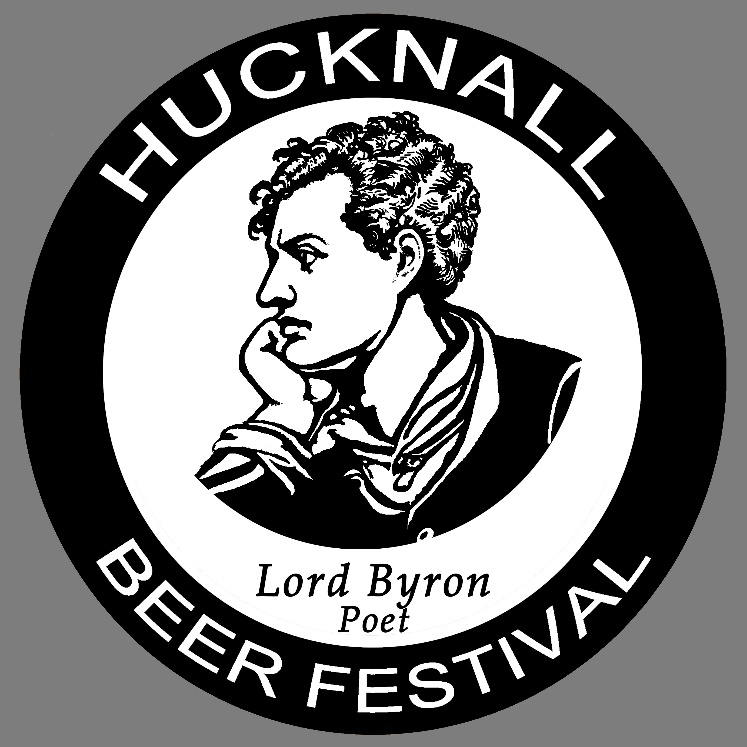 HUCKNALL
Lord Byron
Poet
BEER FESTIVAL